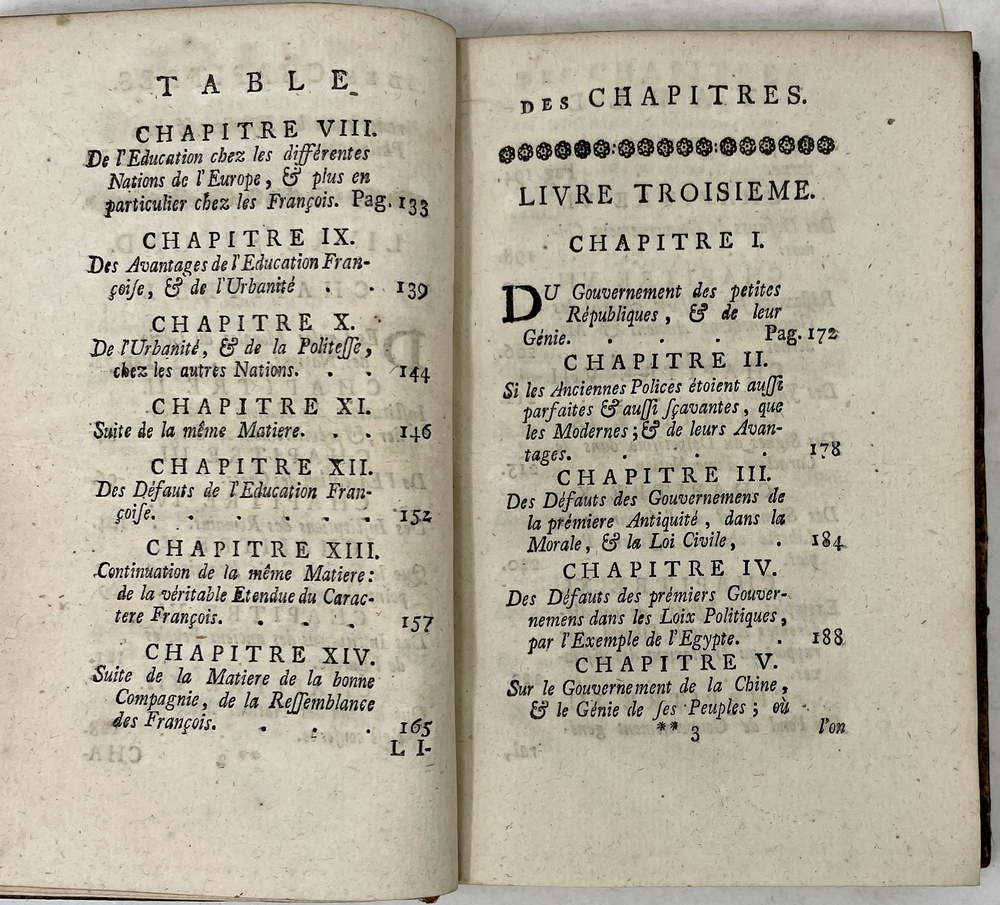 TABLE
CHAPITRE VIII.
De l'Education chez les différentes
Nations de l'Europe, & plus en
particulier chez les François. Pag. 133
CHAPITRE IX.
Des Avantages de l'Education Fran-
çoiſe, & de l'Urbanité . . 139
CHAPITRE X.
De l'Urbanité, & de la Politeſſe,
chez les autres Nations. . . 144
CHAPITRE XI.
Suite de la même Matiere. . . 146
CHAPITRE XII.
Des Défauts de l'Education Fran-
çoiſe. . . . . . 152
CHAPITRE XIII.
Continuation de la même Matiere:
de la véritable Etendue du Carac-
tere François. . . . 157
CHAPITRE XIV.
Suite de la Matiere de la bonne
Compagnie, de la Reſſemblance
des François. . . . 165
LI-
DES CHAPITRES.
LIVRE TROISIEME.
CHAPITRE I.
DU Gouvernement des petites
Républiques, & de leur
Génie. . . . Pag. 172
CHAPITRE II.
Si les Anciennes Polices étoient auſſi
parfaites & auſſi ſçavantes, que
les Modernes; & de leurs Avan-
tages. . . . 178
CHAPITRE III.
Des Défauts des Gouvernemens de
la prémiere Antiquité, dans la
Morale, & la Loi Civile, . 184
CHAPITRE IV.
Des Défauts des prémiers Gouver-
nemens dans les Loix Politiques,
par l'Exemple de l'Egypte. . 188
CHAPITRE V.
Sur le Gouvernement de la Chine,
& le Génie de ſes Peuples; où
** 3 l'on